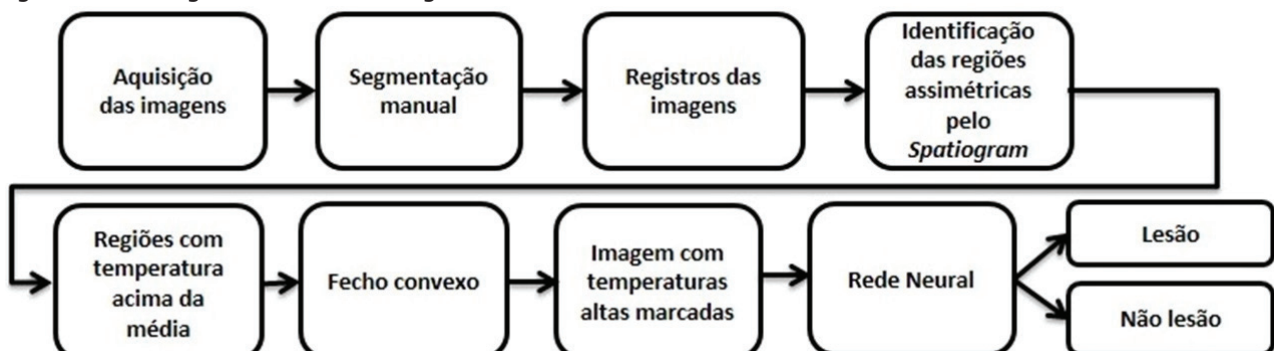 Aquisição
das imagens
Segmentação
manual
Registros das
imagens
Identificação
das regiões
assimétricas
pelo
Spatiogram
Regiões com
temperatura
acima da
média
Fecho convexo
Imagem com
temperaturas
altas marcadas
Rede Neural
Lesão
Não lesão